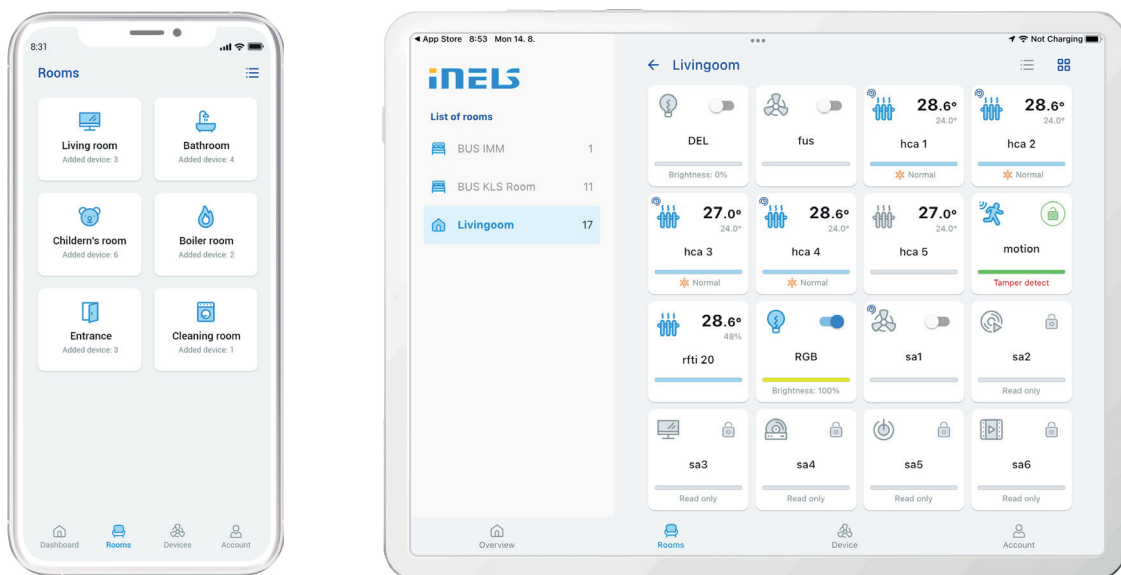 8:31
Rooms
Living room
Added device: 3
Bathroom
Added device: 4
Childern's room
Added device: 6
Boiler room
Added device: 2
Entrance
Added device: 3
Cleaning room
Added device: 1
Dashboard
Rooms
Devices
Account
App Store 8:53 Mon 14. 8.
Not Charging
iNELS
List of rooms
BUS IMM 1
BUS KLS Room 11
Livingoom 17
Livingoom
DEL
Brightness: 0%
fus
28.6°
24.0°
hca 1
Normal
28.6°
24.0°
hca 2
Normal
27.0°
24.0°
hca 3
Normal
28.6°
24.0°
hca 4
Normal
27.0°
24.0°
hca 5
motion
Tamper detect
28.6°
48%
rfti 20
RGB
Brightness: 100%
sa1
sa2
Read only
sa3
Read only
sa4
Read only
sa5
Read only
sa6
Read only
Overview
Rooms
Device
Account